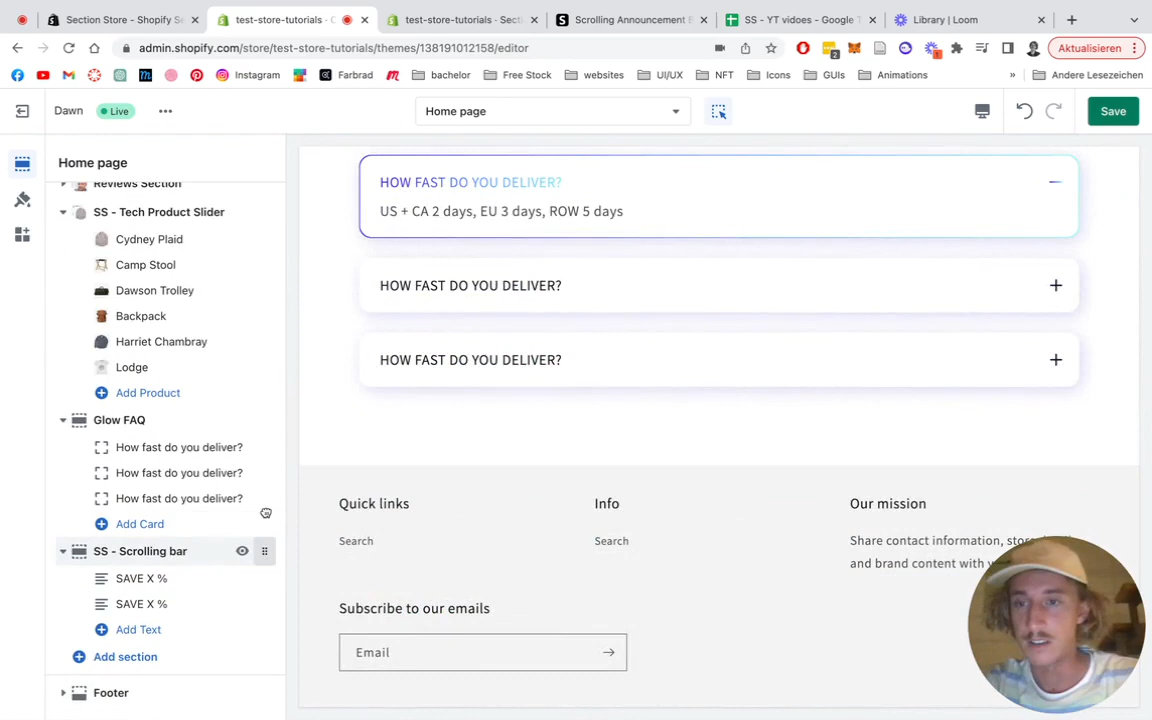 Section Store - Shopify Se
test-store-tutorials - C
test-store-tutorials - Secti
Scrolling Announcement B
SS - YT vidoes - Google T
Library | Loom
admin.shopify.com/store/test-store-tutorials/themes/138191012158/editor
Aktualisieren
Instagram
Farbrad
bachelor
Free Stock
websites
UI/UX
NFT
Icons
GUIs
Animations
»
Andere Lesezeichen
Dawn
Live
Home page
Save
Home page
Reviews Section
SS - Tech Product Slider
Cydney Plaid
Camp Stool
Dawson Trolley
Backpack
Harriet Chambray
Lodge
Add Product
Glow FAQ
How fast do you deliver?
How fast do you deliver?
How fast do you deliver?
Add Card
SS - Scrolling bar
SAVE X %
SAVE X %
Add Text
Add section
Footer
HOW FAST DO YOU DELIVER?
US + CA 2 days, EU 3 days, ROW 5 days
HOW FAST DO YOU DELIVER?
HOW FAST DO YOU DELIVER?
Quick links
Info
Our mission
Search
Search
Share contact information, store
and brand content with
Subscribe to our emails
Email